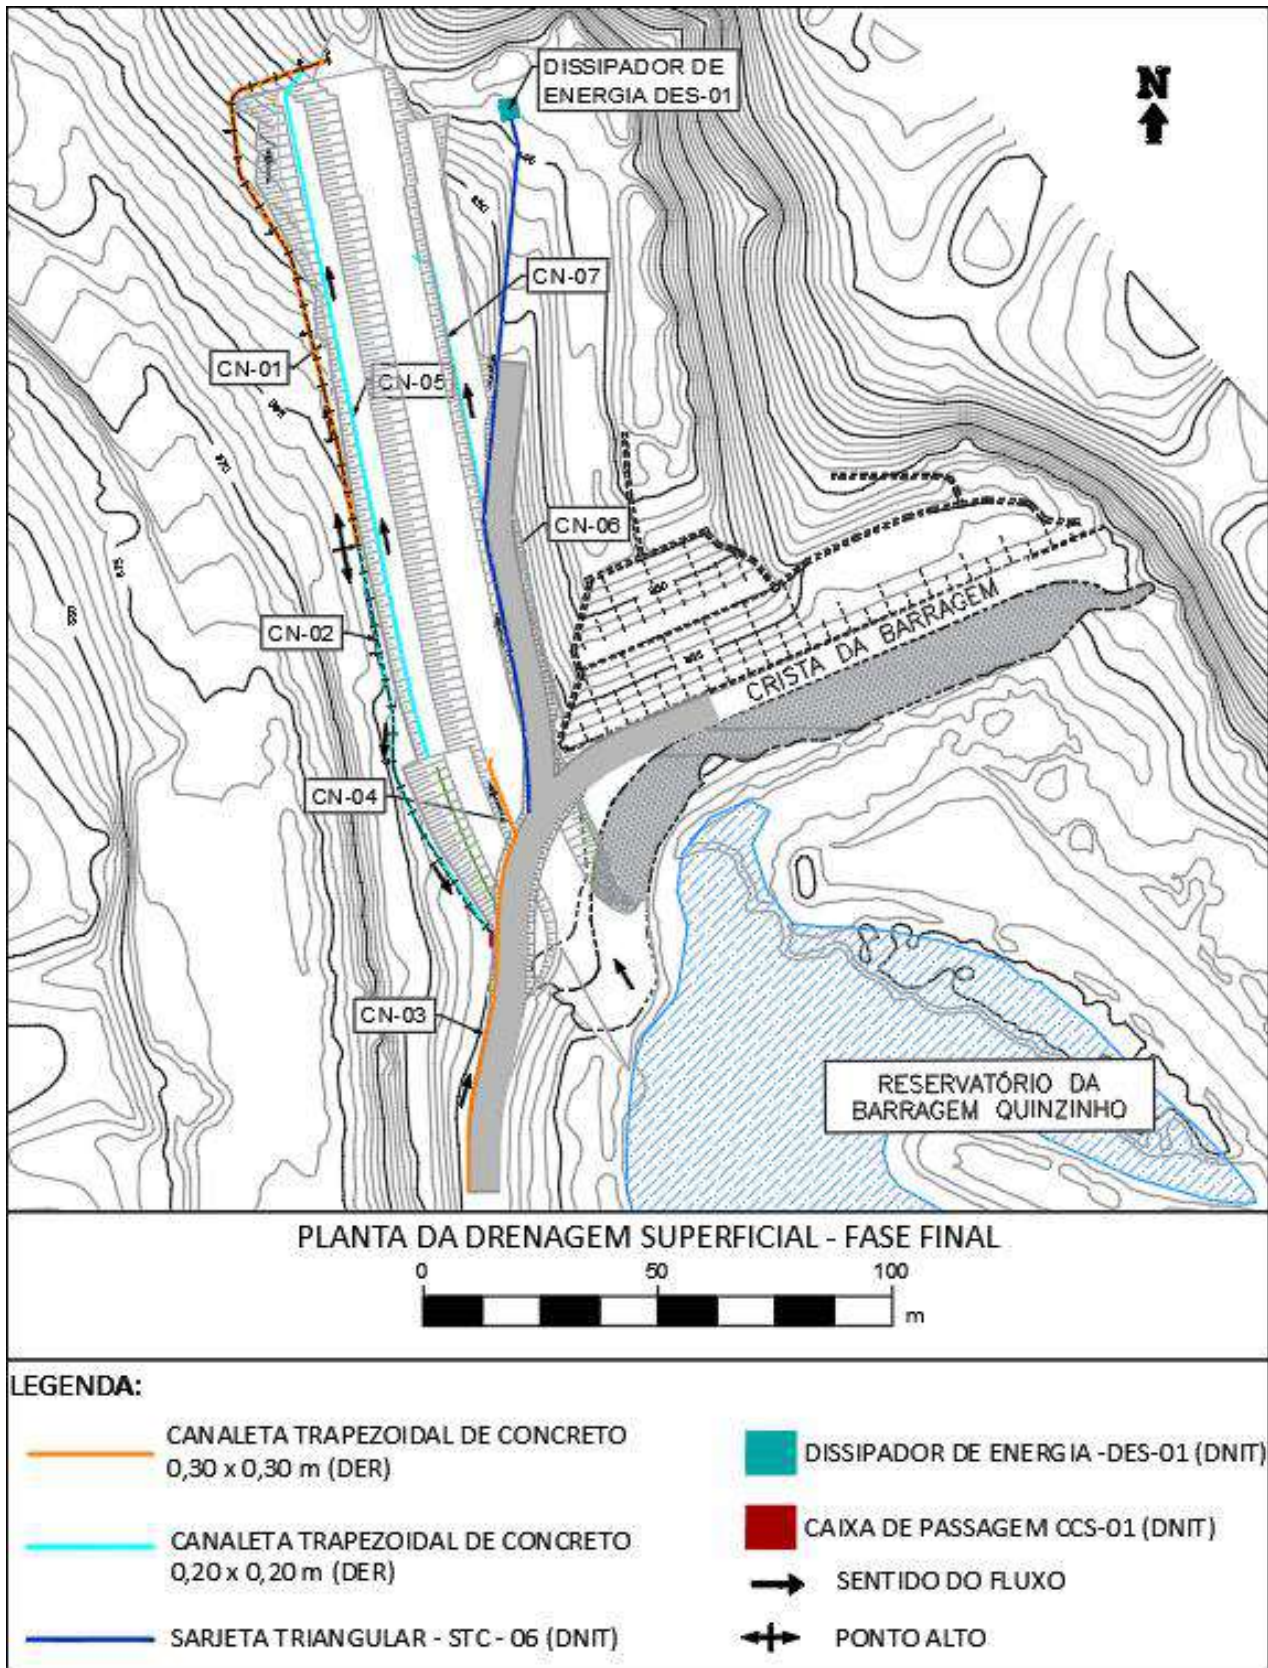 DISSIPADOR DE
ENERGIA DES-01
N
CN-07
CN-01
CN-05
CN-06
CN-02
CRISTA DA BARRAGEM
CN-04
CN-03
RESERVATÓRIO DA
BARRAGEM QUINZINHO
PLANTA DA DRENAGEM SUPERFICIAL - FASE FINAL
0 50 100
m
LEGENDA:
CANALETA TRAPEZOIDAL DE CONCRETO
0,30 x 0,30 m (DER)
CANALETA TRAPEZOIDAL DE CONCRETO
0,20 x 0,20 m (DER)
SARJETA TRIANGULAR - STC - 06 (DNIT)
DISSIPADOR DE ENERGIA -DES-01 (DNIT)
CAIXA DE PASSAGEM CCS-01 (DNIT)
SENTIDO DO FLUXO
PONTO ALTO